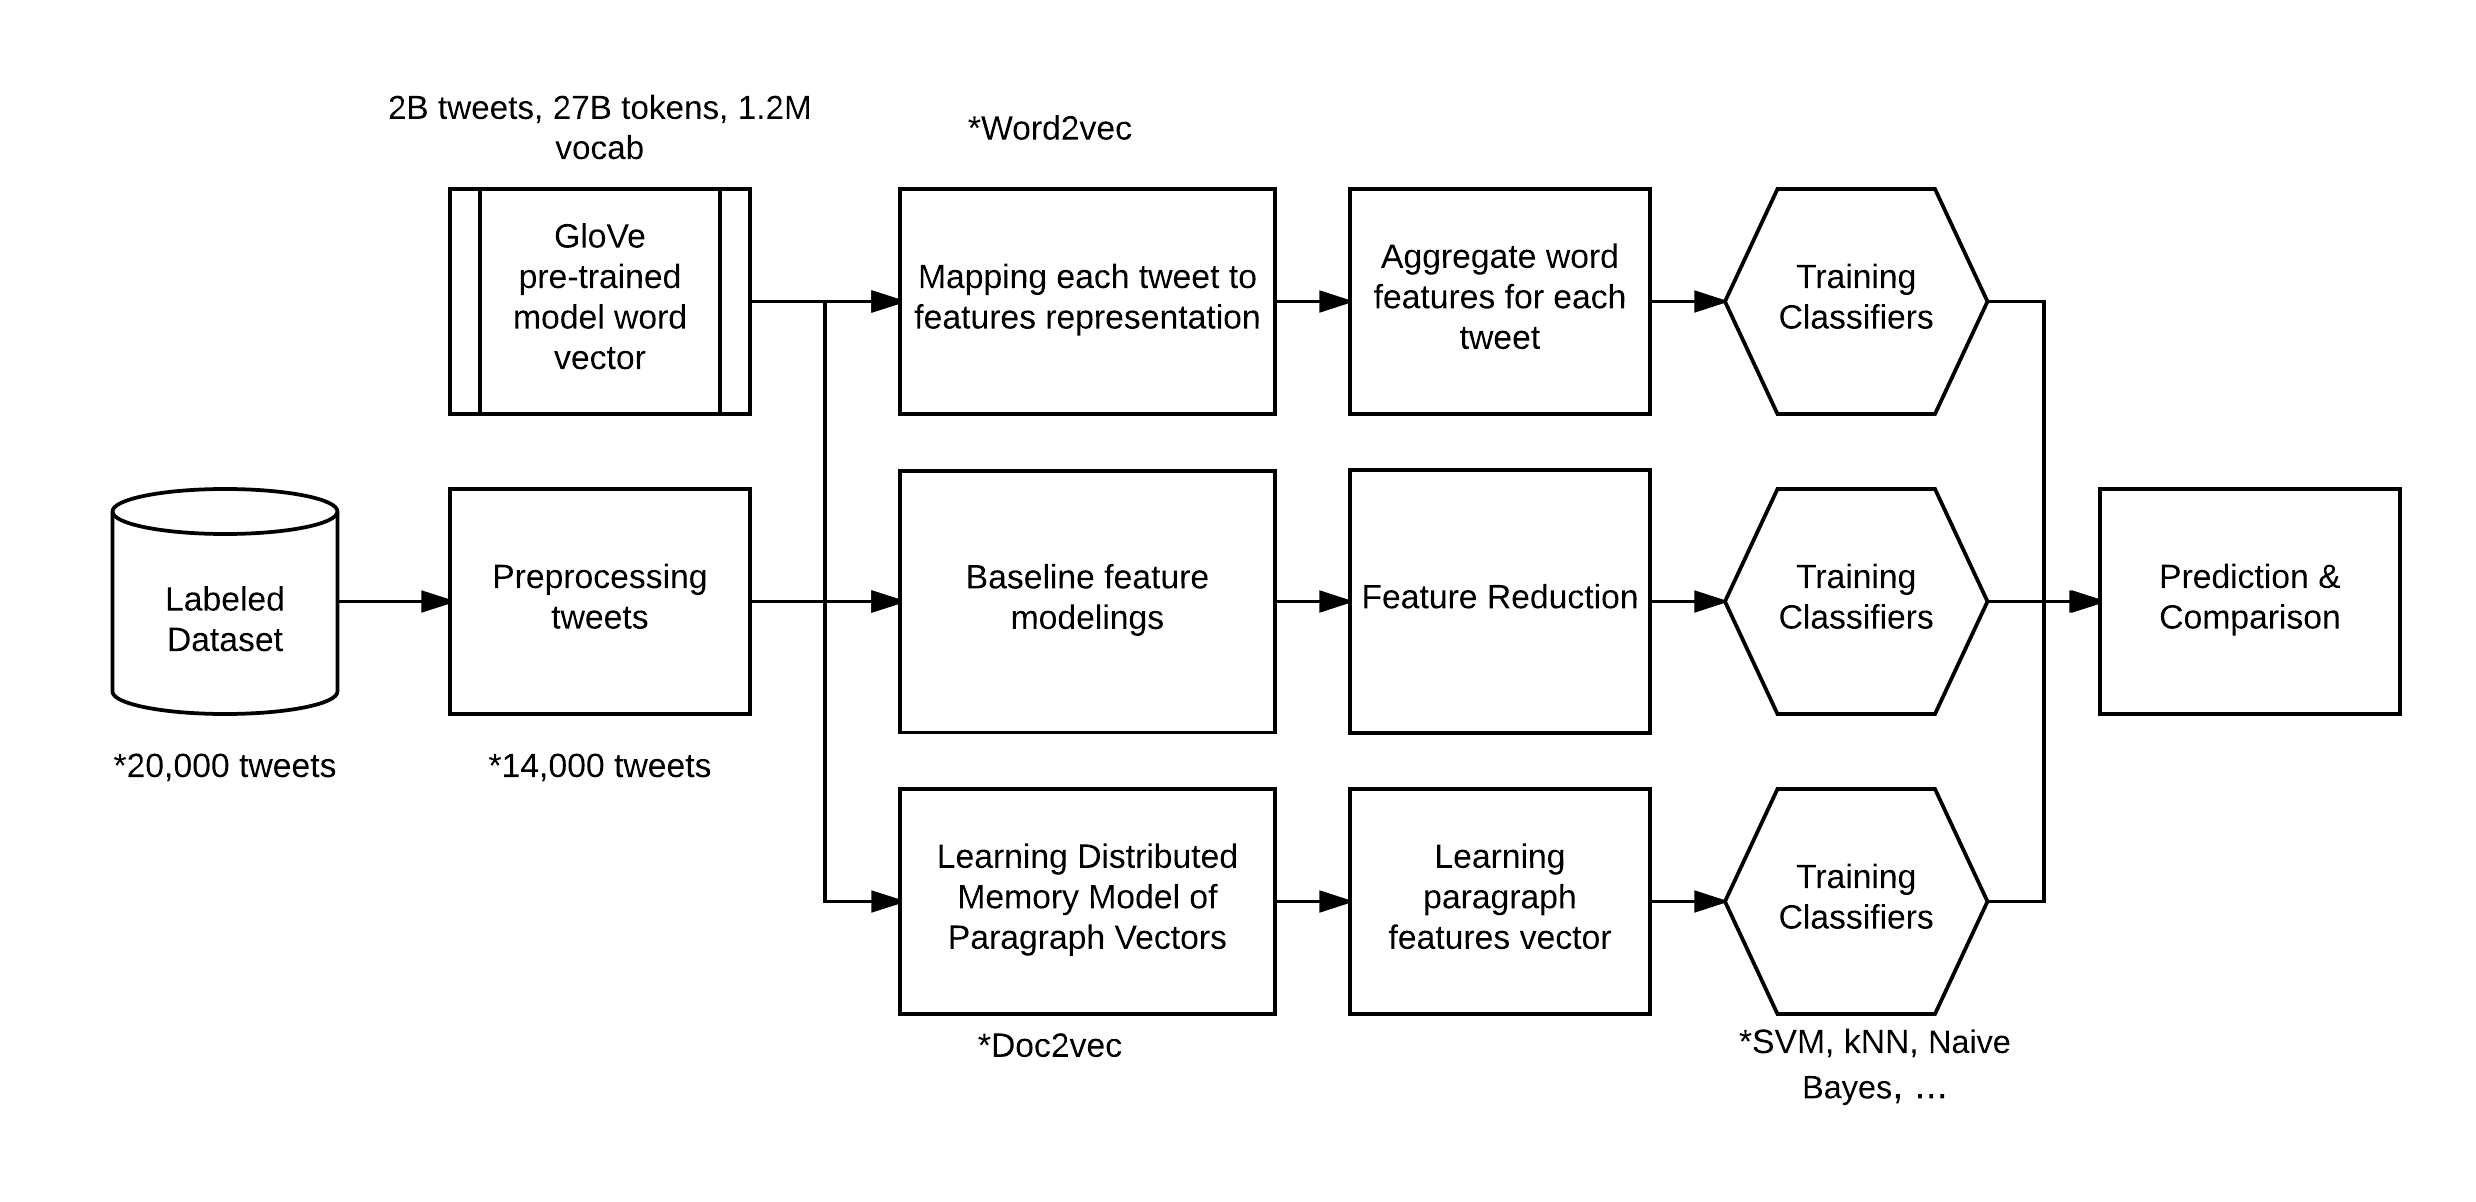 2B tweets, 27B tokens, 1.2M
vocab
*Word2vec
GloVe
pre-trained
model word
vector
Mapping each tweet to
features representation
Aggregate word
features for each
tweet
Training
Classifiers
Labeled
Dataset
*20,000 tweets
Preprocessing
tweets
*14,000 tweets
Baseline feature
modelings
Feature Reduction
Training
Classifiers
Prediction &
Comparison
Learning Distributed
Memory Model of
Paragraph Vectors
*Doc2vec
Learning
paragraph
features vector
Training
Classifiers
*SVM, kNN, Naive
Bayes, ...